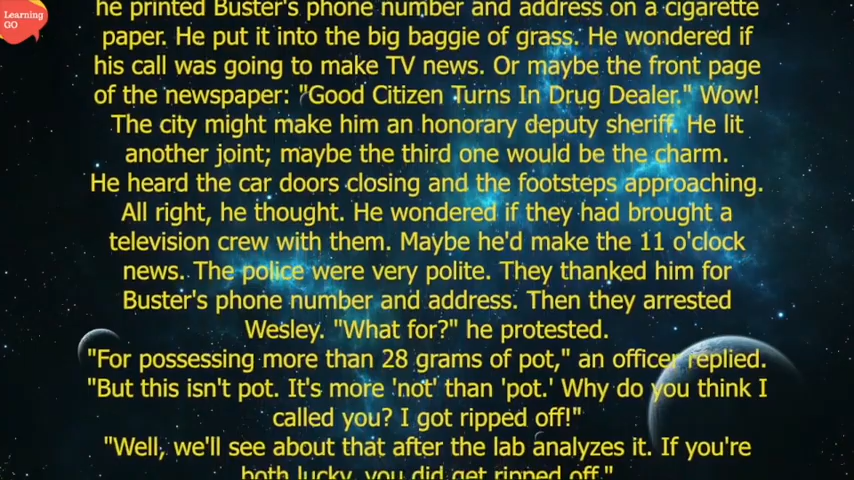 Learning
GO
he printed Buster's phone number and address on a cigarette
paper. He put it into the big baggie of grass. He wondered if
his call was going to make TV news. Or maybe the front page
of the newspaper: "Good Citizen Turns In Drug Dealer." Wow!
The city might make him an honorary deputy sheriff. He lit
another joint; maybe the third one would be the charm.
He heard the car doors closing and the footsteps approaching.
All right, he thought. He wondered if they had brought a
television crew with them. Maybe he'd make the 11 o'clock
news. The police were very polite. They thanked him for
Buster's phone number and address. Then they arrested
Wesley. "What for?" he protested.
"For possessing more than 28 grams of pot," an officer replied.
"But this isn't pot. It's more 'not' than 'pot.' Why do you think I
called you? I got ripped off!"
"Well, we'll see about that after the lab analyzes it. If you're
both lucky, you did get ripped off."